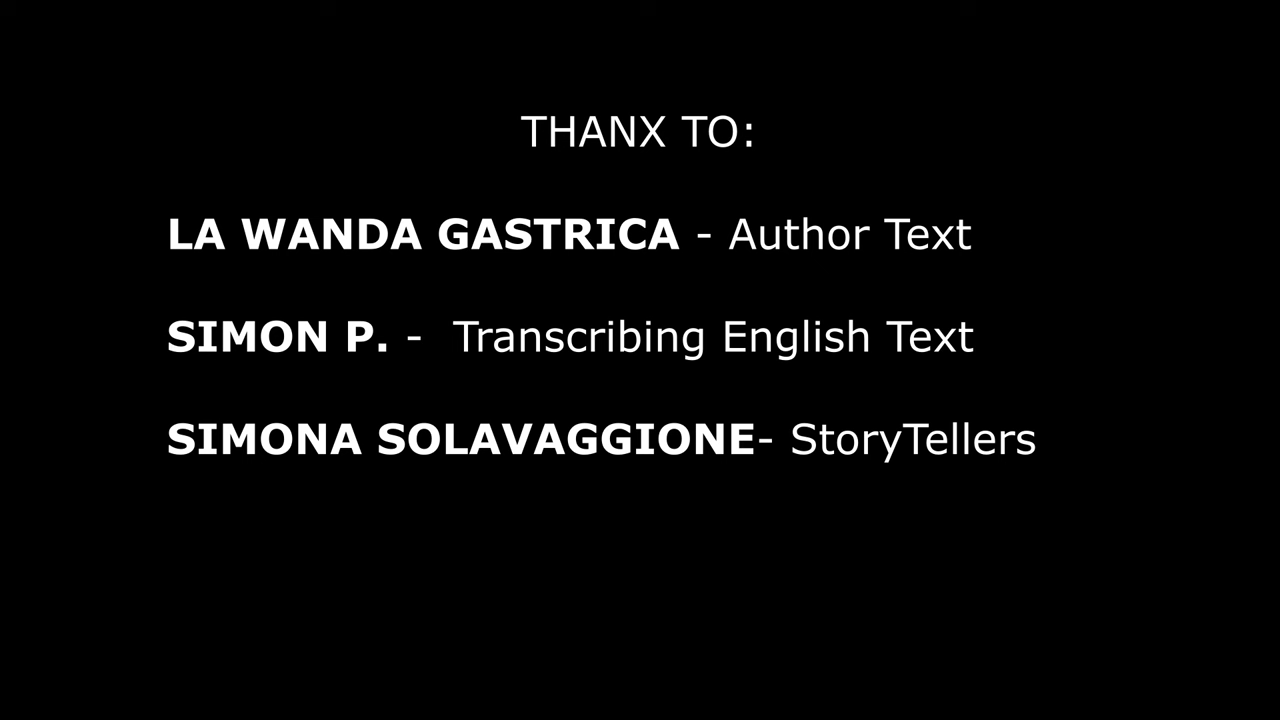 THANX TO:
LA WANDA GASTRICA - Author Text
SIMON P. -  Transcribing English Text
SIMONA SOLAVAGGIONE- StoryTellers